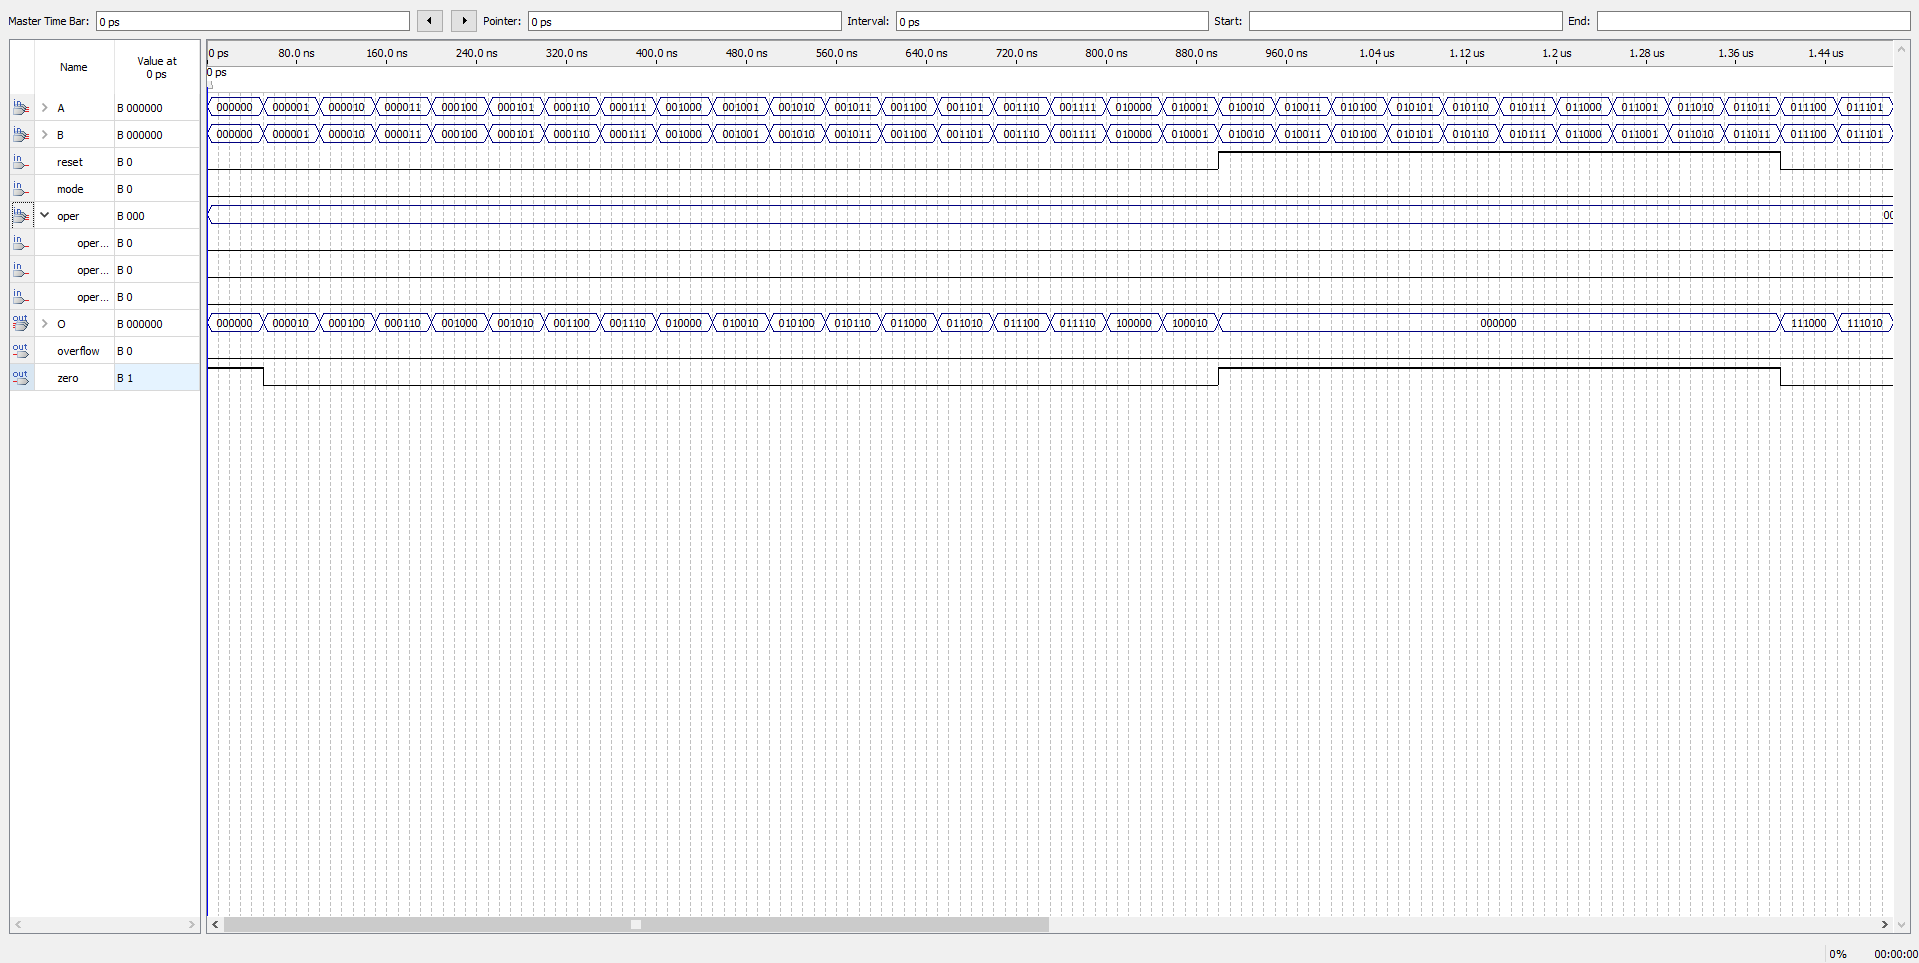 Master Time Bar: 0 ps Pointer: 0 ps Interval: 0 ps Start: End:
Name Value at 0 ps
0 ps 80.0 ns 160.0 ns 240.0 ns 320.0 ns 400.0 ns 480.0 ns 560.0 ns 640.0 ns 720.0 ns 800.0 ns 880.0 ns 960.0 ns 1.04 us 1.12 us 1.2 us 1.28 us 1.36 us 1.44 us
0 ps
in A B 000000 000000 000001 000010 000011 000100 000101 000110 000111 001000 001001 001010 001011 001100 001101 001110 001111 010000 010001 010010 010011 010100 010101 010110 010111 011000 011001 011010 011011 011100 011101
in B B 000000 000000 000001 000010 000011 000100 000101 000110 000111 001000 001001 001010 001011 001100 001101 001110 001111 010000 010001 010010 010011 010100 010101 010110 010111 011000 011001 011010 011011 011100 011101
in reset B 0
in mode B 0
in oper B 000 00
in oper... B 0
in oper... B 0
in oper... B 0
out O B 000000 000000 000010 000100 000110 001000 001010 001100 001110 010000 010010 010100 010110 011000 011010 011100 011110 100000 100010 000000 111000 111010
out overflow B 0
out zero B 1
0% 00:00:00